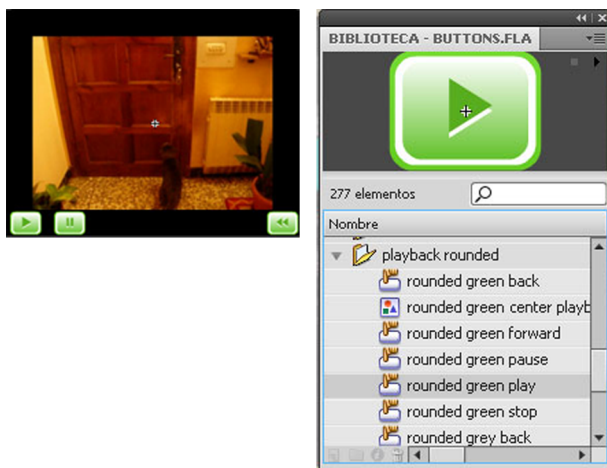 BIBLIOTECA - BUTTONS.FLA
277 elementos
Nombre
playback rounded
rounded green back
rounded green center playb
rounded green forward
rounded green pause
rounded green play
rounded green stop
rounded grey back